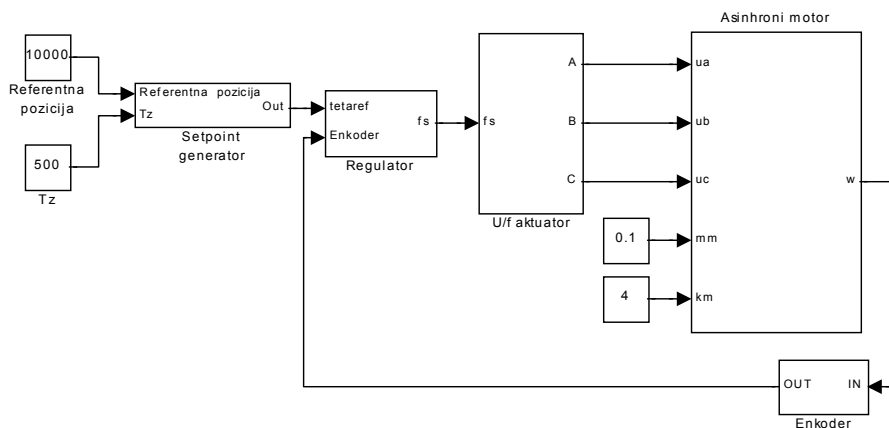 Asinhroni motor
10000
Referentna
pozicija
Referentna pozicija
Tz
Out
Setpoint
generator
500
Tz
tetaref
Enkoder
fs
Regulator
fs
A
B
C
U/f aktuator
ua
ub
uc
mm
km
w
0.1
4
OUT
IN
Enkoder